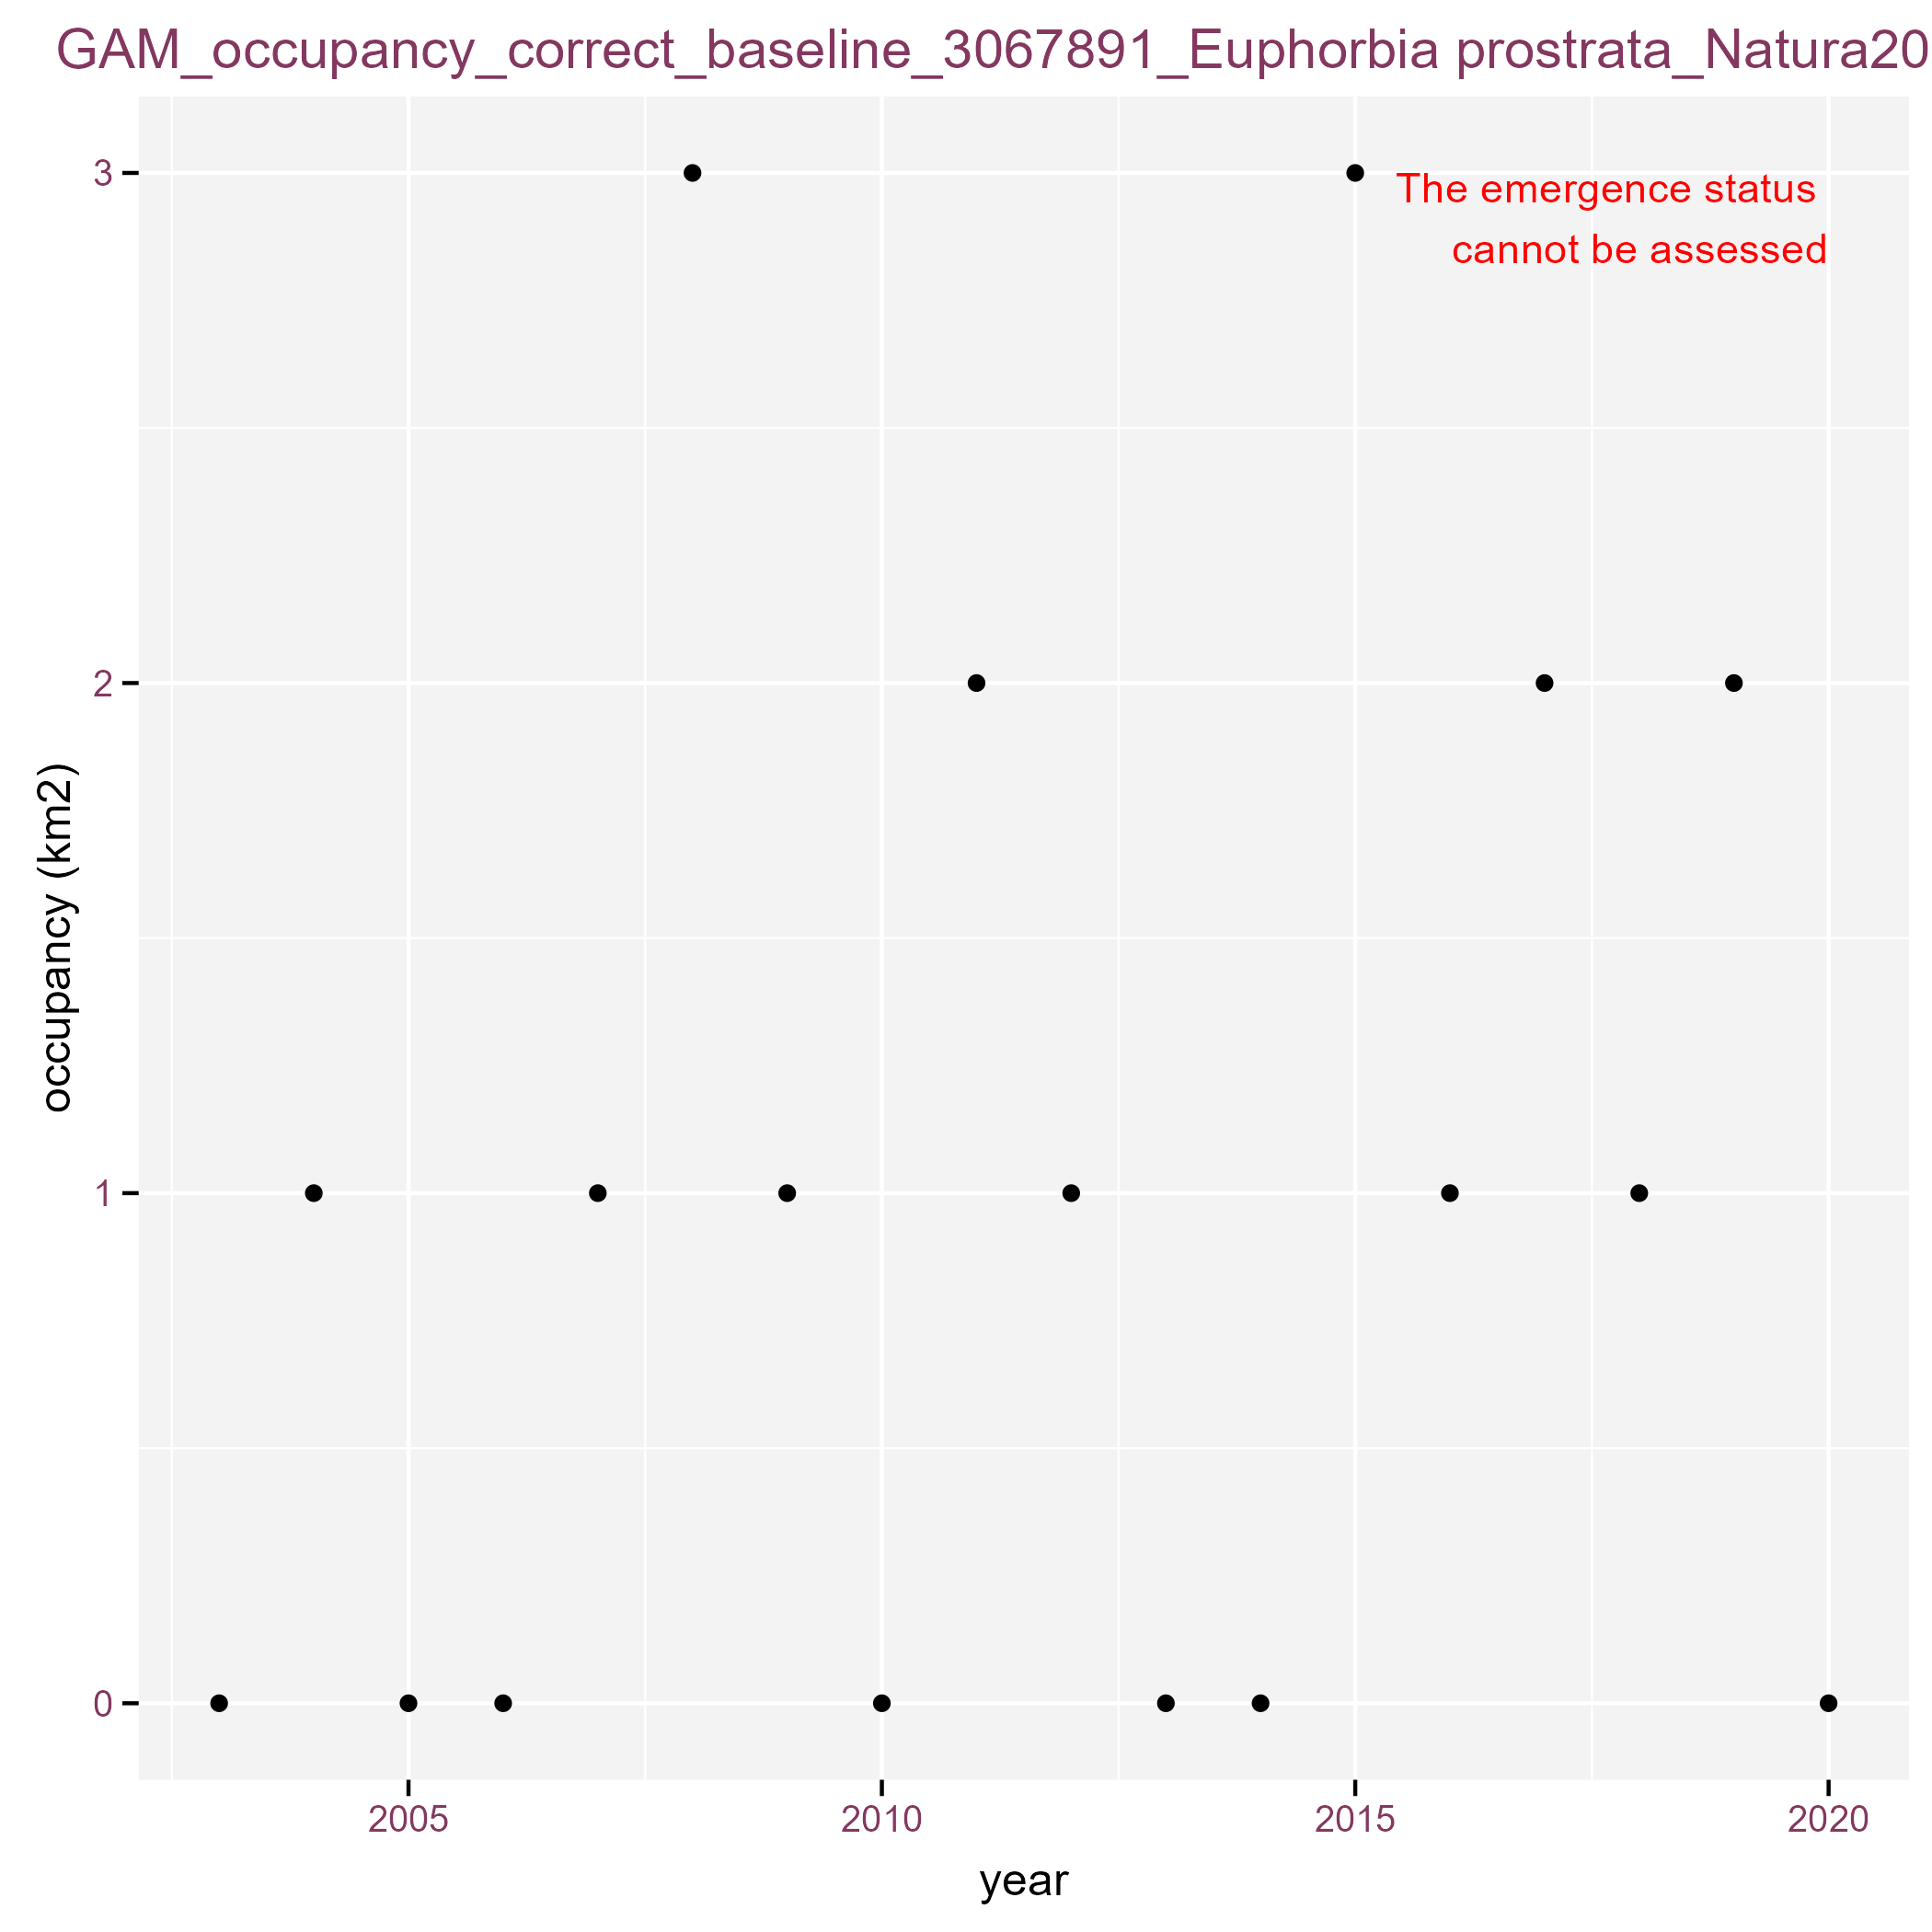 GAM_occupancy_correct_baseline_3067891_Euphorbia prostrata_Natura20
3
The emergence status
cannot be assessed
2
occupancy (km2)
1
0
2005 2010 2015 2020
year